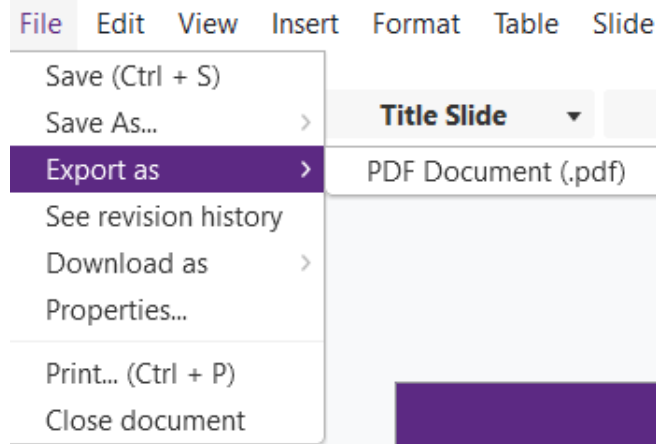 File Edit View Insert Format Table Slide
Save (Ctrl + S)
Save As...
Title Slide
Export as
PDF Document (.pdf)
See revision history
Download as
Properties...
Print... (Ctrl + P)
Close document